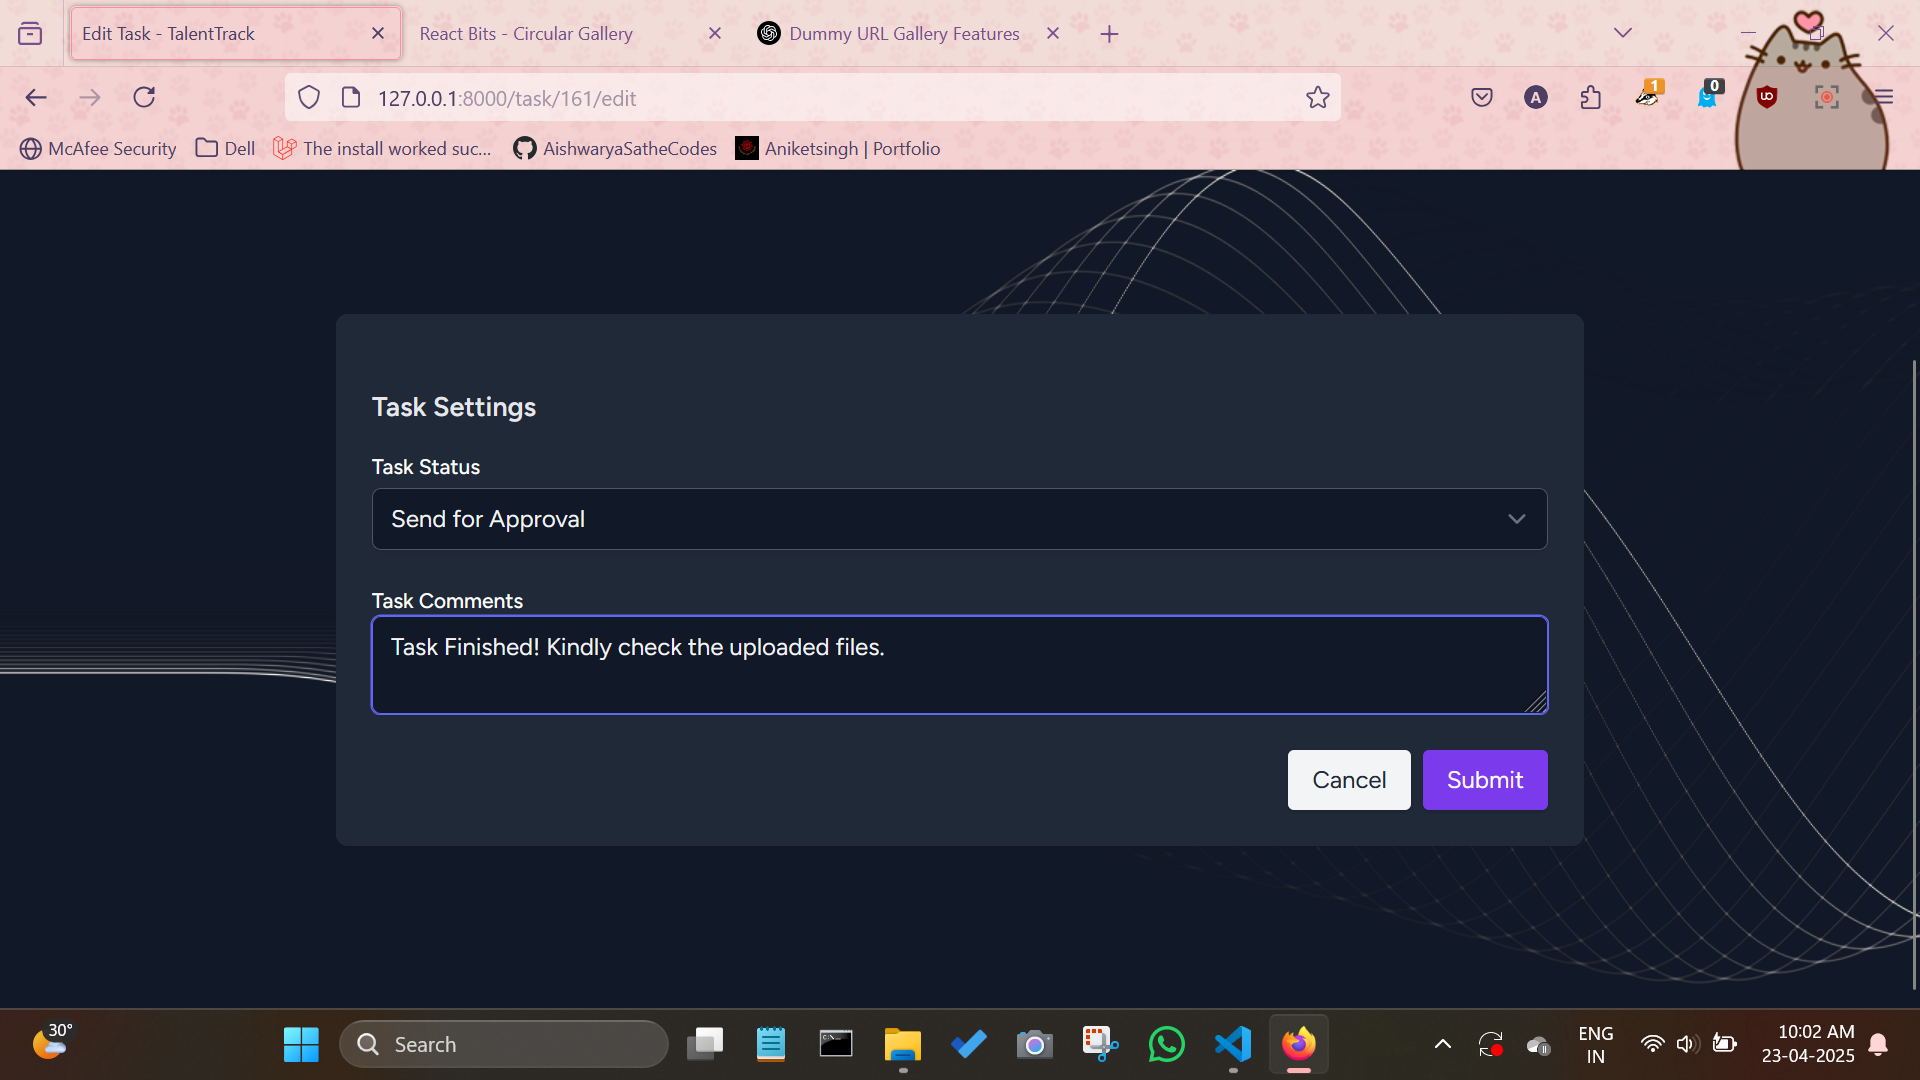 Edit Task - TalentTrack
React Bits - Circular Gallery
Dummy URL Gallery Features
127.0.0.1:8000/task/161/edit
A
1
0
McAfee Security
Dell
The install worked suc...
AishwaryaSatheCodes
Aniketsingh | Portfolio
Task Settings
Task Status
Send for Approval
Task Comments
Task Finished! Kindly check the uploaded files.
Cancel
Submit
30°
Search
ENG
IN
10:02 AM
23-04-2025